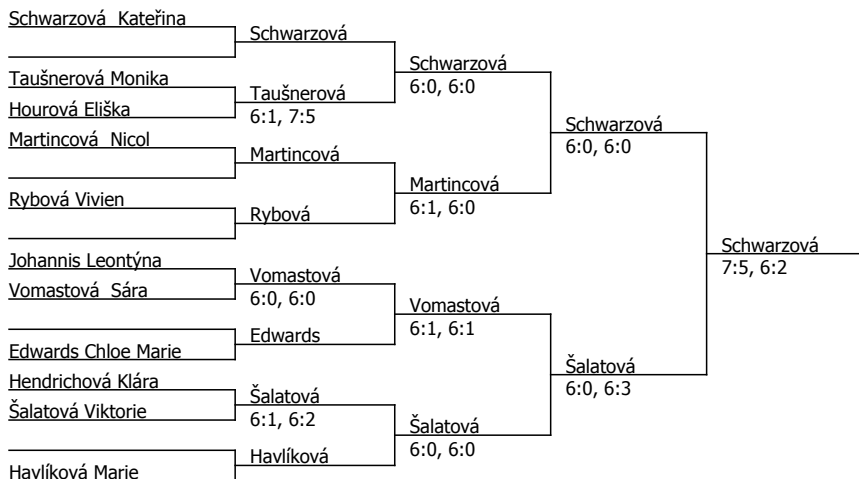 Schwarzová Kateřina
Taušnerová Monika
Hourová Eliška
Martincová Nicol
Rybová Vivien
Johannis Leontýna
Vomastová Sára
Edwards Chloe Marie
Hendrichová Klára
Šalatová Viktorie
Havlíková Marie
Schwarzová
Taušnerová
6:1, 7:5
Martincová
Rybová
Vomastová
6:0, 6:0
Edwards
Šalatová
6:1, 6:2
Havlíková
Schwarzová
6:0, 6:0
Martincová
6:1, 6:0
Vomastová
6:1, 6:1
Šalatová
6:0, 6:0
Schwarzová
6:0, 6:0
Šalatová
6:0, 6:3
Schwarzová
7:5, 6:2